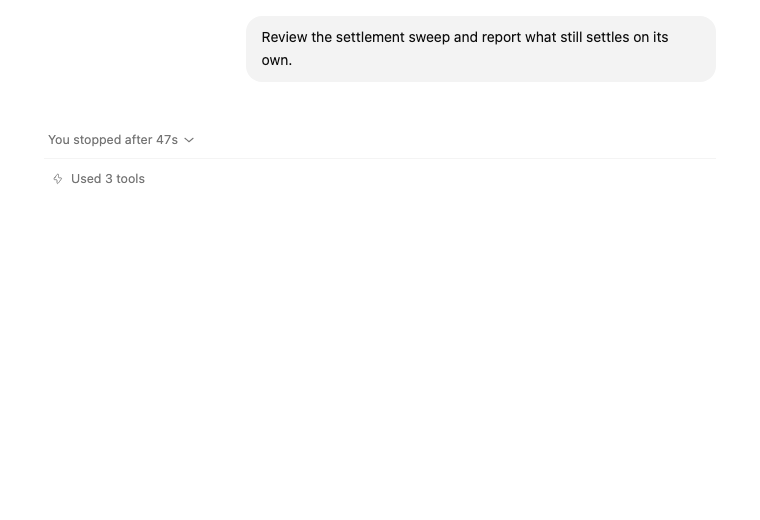 Review the settlement sweep and report what still settles on its
own.
You stopped after 47s
Used 3 tools